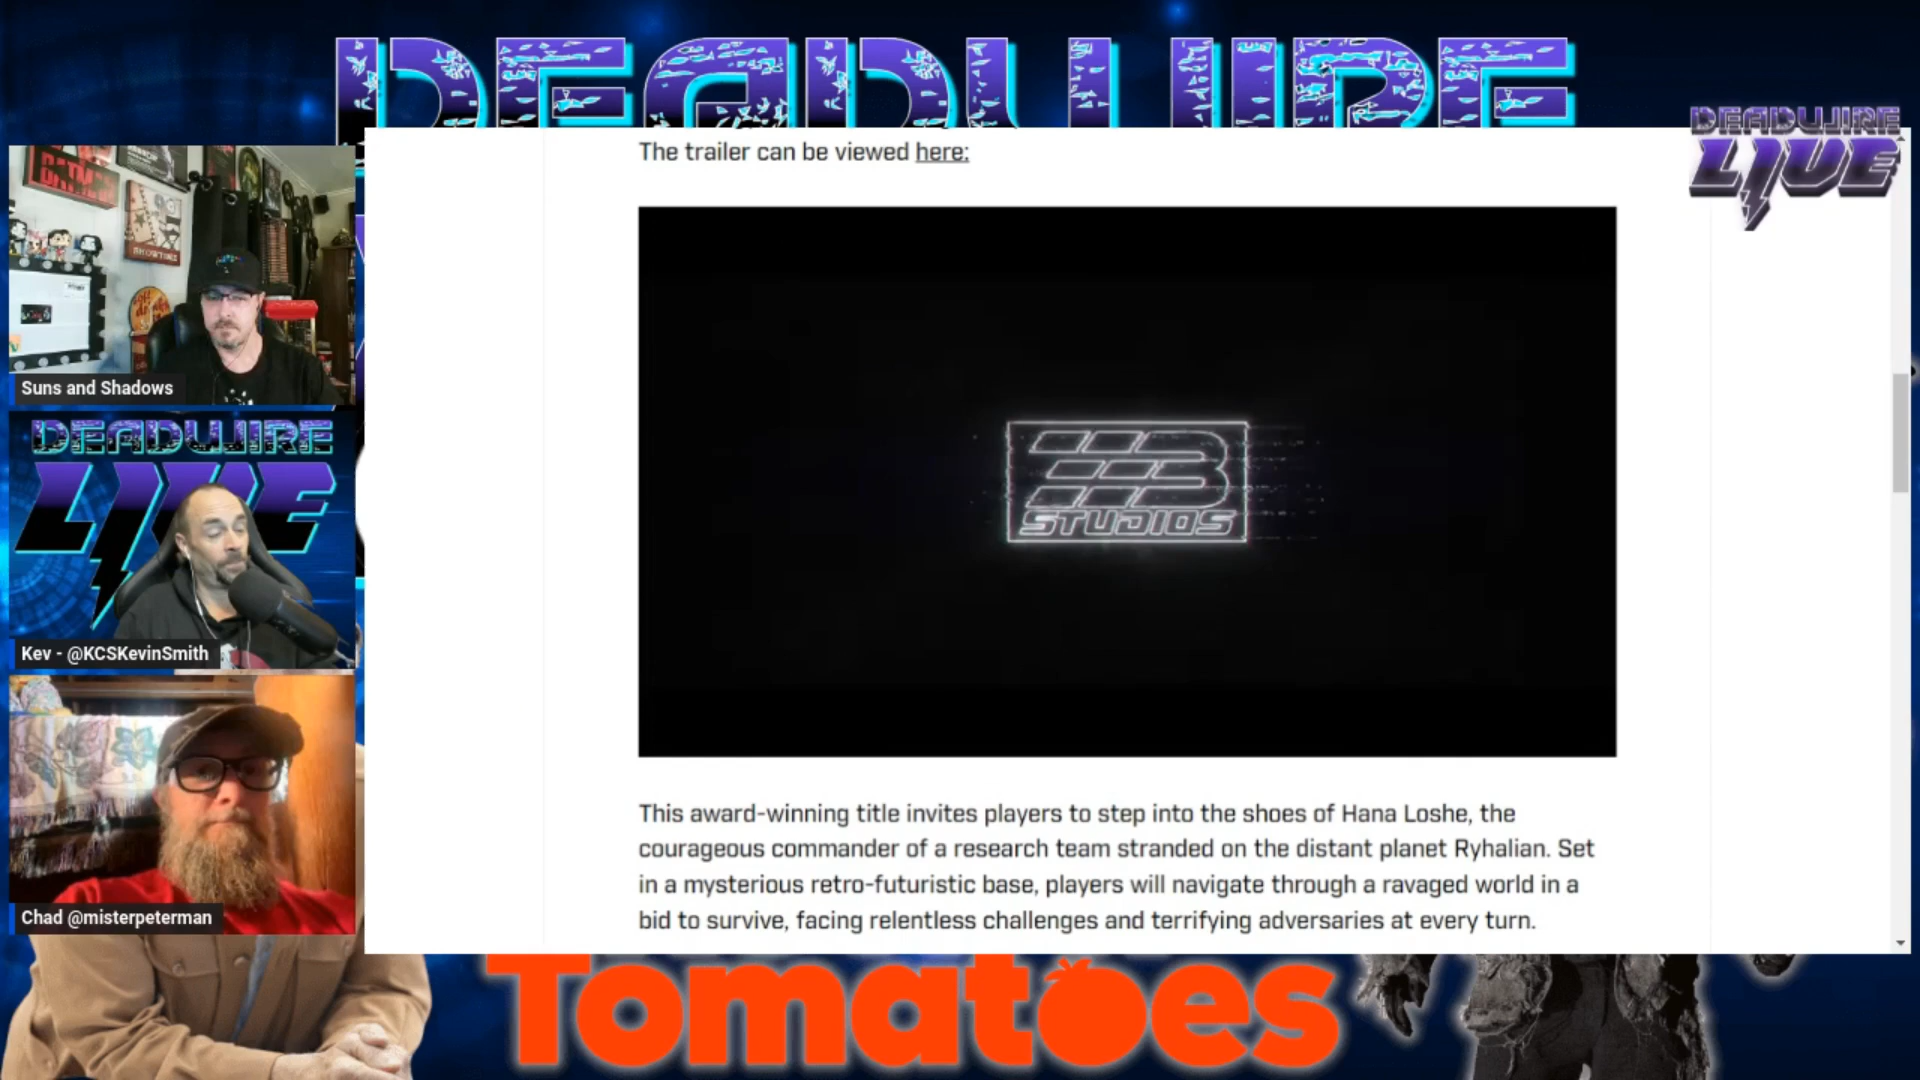 DEADWIRE
DEADWIRE
LIVE
The trailer can be viewed here:
BATMAN
SHOWTIME
Suns and Shadows
DEADWIRE
LIVE
Kev - @KCSKevinSmith
Chad @misterpeterman
3B
STUDIOS
This award-winning title invites players to step into the shoes of Hana Loshe, the
courageous commander of a research team stranded on the distant planet Ryhalian. Set
in a mysterious retro-futuristic base, players will navigate through a ravaged world in a
bid to survive, facing relentless challenges and terrifying adversaries at every turn.
Tomatoes